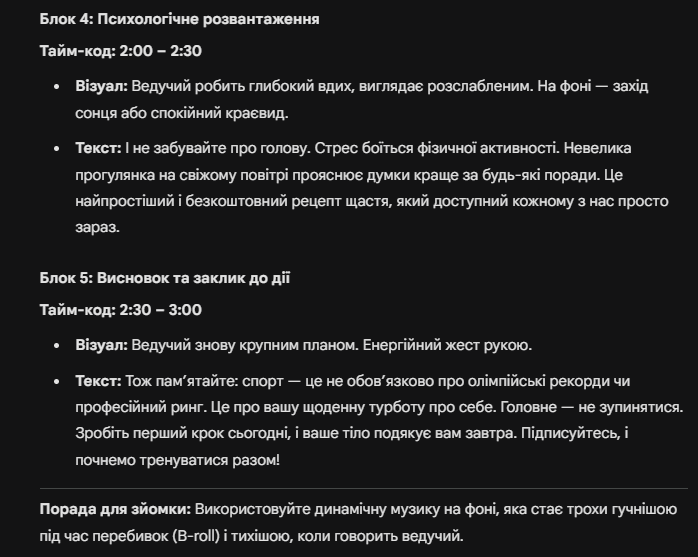 Блок 4: Психологічне розвантаження
Тайм-код: 2:00 – 2:30
• Візуал: Ведучий робить глибокий вдих, виглядає розслабленим. На фоні — захід
сонця або спокійний краєвид.
• Текст: І не забувайте про голову. Стрес боїться фізичної активності. Невелика
прогулянка на свіжому повітрі прояснює думки краще за будь-які поради. Це
найпростіший і безкоштовний рецепт щастя, який доступний кожному з нас просто
зараз.
Блок 5: Висновок та заклик до дії
Тайм-код: 2:30 – 3:00
• Візуал: Ведучий знову крупним планом. Енергійний жест рукою.
• Текст: Тож пам’ятайте: спорт — це не обов’язково про олімпійські рекорди чи
професійний ринг. Це про вашу щоденну турботу про себе. Головне — не зупинятися.
Зробіть перший крок сьогодні, і ваше тіло подякує вам завтра. Підписуйтесь, і
почнемо тренуватися разом!
Порада для зйомки: Використовуйте динамічну музику на фоні, яка стає трохи гучнішою
під час перебивок (B-roll) і тихішою, коли говорить ведучий.